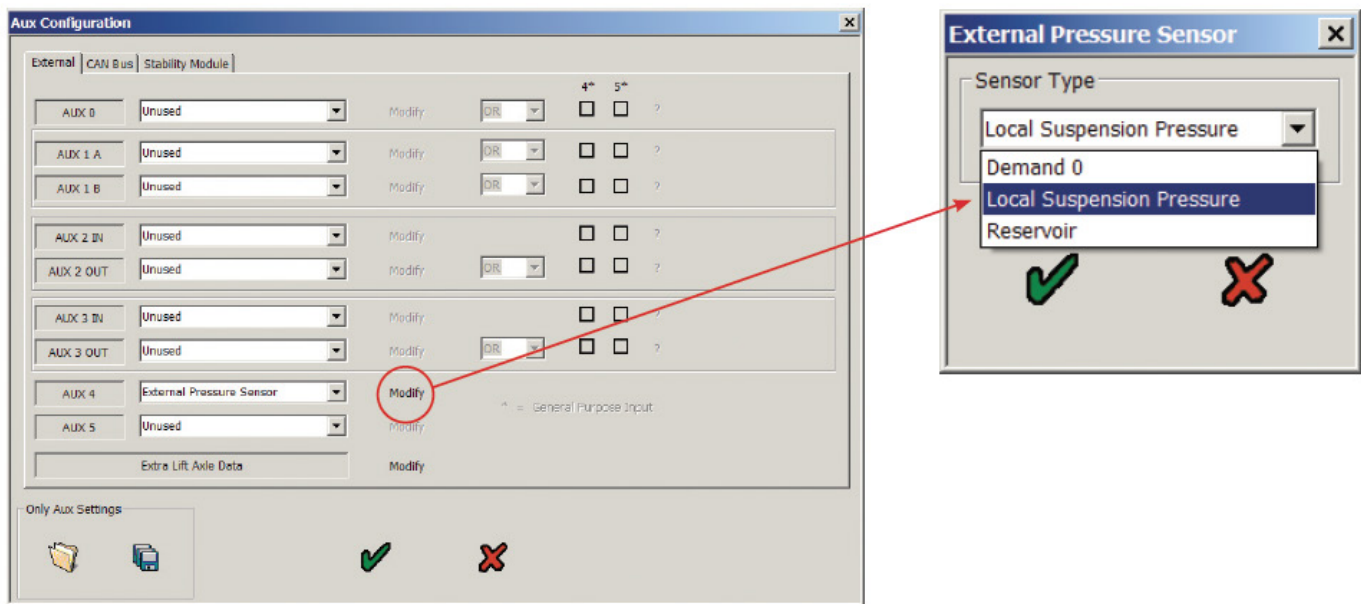 Aux Configuration
External CAN Bus Stability Module
4^ 5^
AUX 0 Unused Modify OR ?
AUX 1 A Unused Modify OR ?
AUX 1 B Unused Modify OR ?
AUX 2 IN Unused Modify ?
AUX 2 OUT Unused Modify OR ?
AUX 3 IN Unused Modify ?
AUX 3 OUT Unused Modify OR ?
AUX 4 External Pressure Sensor Modify
^ = General Purpose Input
AUX 5 Unused Modify
Extra Lift Axle Data Modify
Only Aux Settings
External Pressure Sensor
Sensor Type
Local Suspension Pressure
Demand 0
Local Suspension Pressure
Reservoir